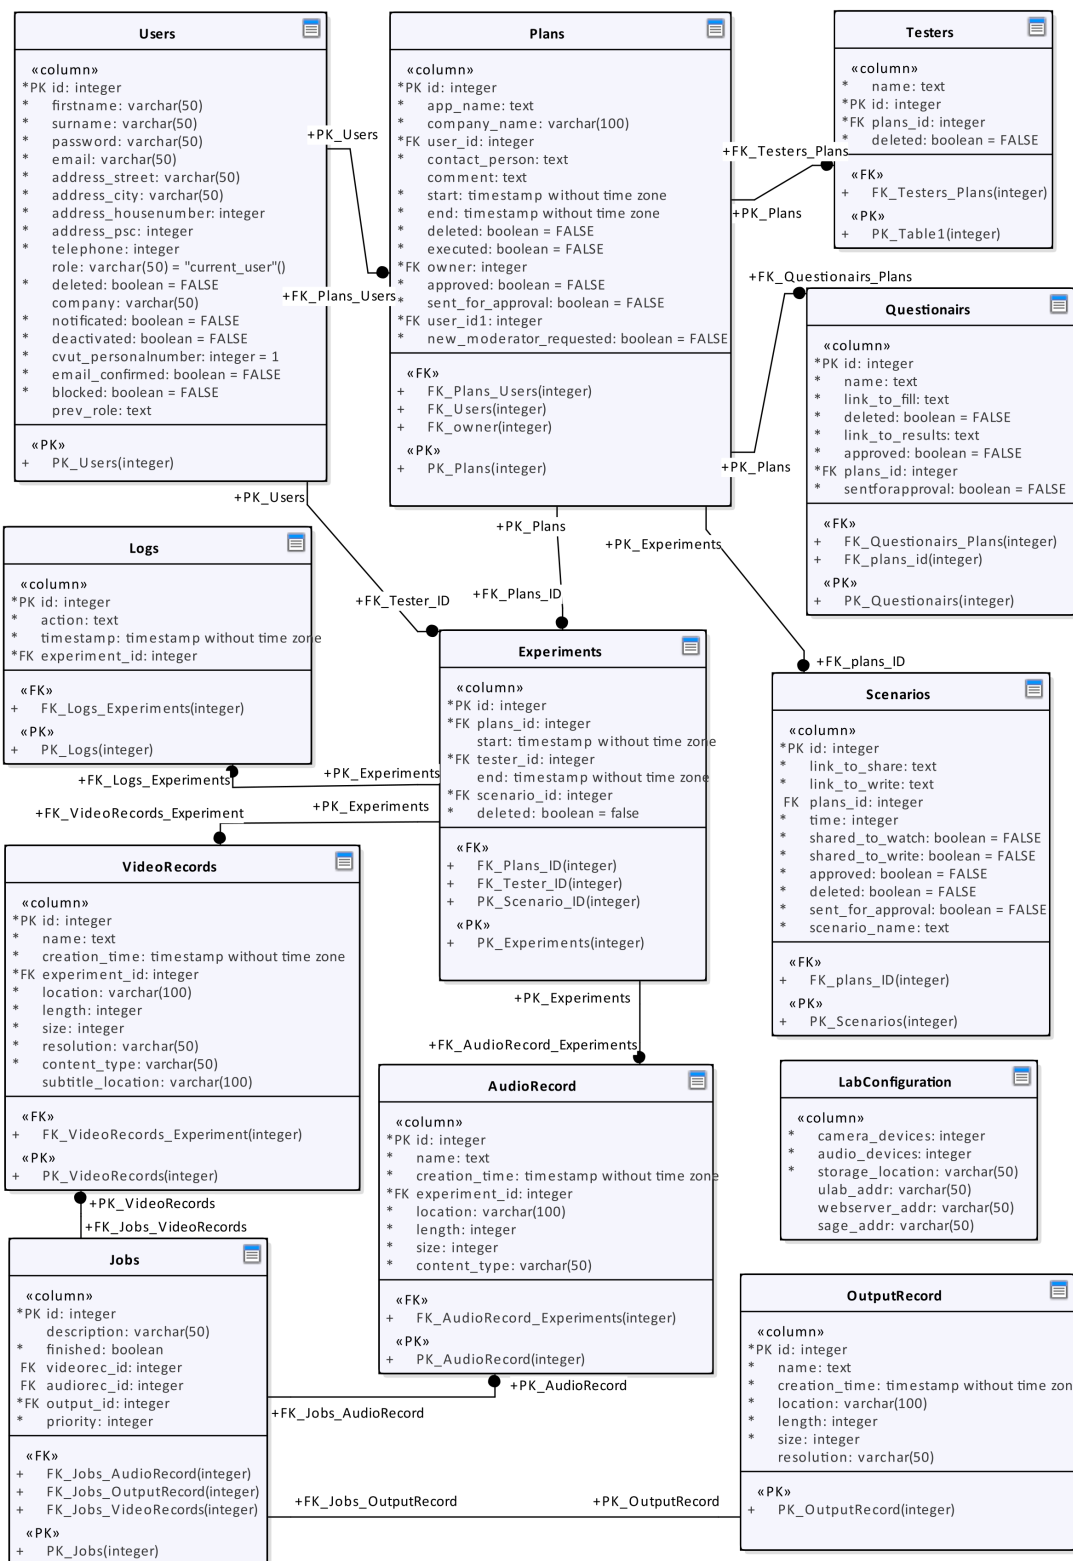 Users
«column»
*PK id: integer
* firstname: varchar(50)
* surname: varchar(50)
* password: varchar(50)
* email: varchar(50)
* address_street: varchar(50)
* address_city: varchar(50)
* address_housenumber: integer
* address_psc: integer
* telephone: integer
role: varchar(50) = "current_user"()
* deleted: boolean = FALSE
company: varchar(50)
* notificated: boolean = FALSE
* deactivated: boolean = FALSE
* cvut_personalnumber: integer = 1
* email_confirmed: boolean = FALSE
* blocked: boolean = FALSE
prev_role: text
«PK»
+ PK_Users(integer)
+PK_Users
+FK_Plans_Users
Plans
«column»
*PK id: integer
* app_name: text
* company_name: varchar(100)
*FK user_id: integer
* contact_person: text
comment: text
* start: timestamp without time zone
* end: timestamp without time zone
* deleted: boolean = FALSE
* executed: boolean = FALSE
*FK owner: integer
* approved: boolean = FALSE
* sent_for_approval: boolean = FALSE
*FK user_id1: integer
* new_moderator_requested: boolean = FALSE
«FK»
+ FK_Plans_Users(integer)
+ FK_Users(integer)
+ FK_owner(integer)
«PK»
+ PK_Plans(integer)
+FK_Testers_Plans
+PK_Plans
Testers
«column»
* name: text
*PK id: integer
*FK plans_id: integer
* deleted: boolean = FALSE
«FK»
+ FK_Testers_Plans(integer)
«PK»
+ PK_Table1(integer)
+FK_Questionairs_Plans
+PK_Plans
Questionairs
«column»
*PK id: integer
* name: text
* link_to_fill: text
* deleted: boolean = FALSE
* link_to_results: text
* approved: boolean = FALSE
*FK plans_id: integer
* sentforapproval: boolean = FALSE
«FK»
+ FK_Questionairs_Plans(integer)
+ FK_plans_id(integer)
«PK»
+ PK_Questionairs(integer)
+PK_Users
+FK_Tester_ID
+PK_Plans
+FK_Plans_ID
+PK_Experiments
+FK_plans_ID
Logs
«column»
*PK id: integer
* action: text
* timestamp: timestamp without time zone
*FK experiment_id: integer
«FK»
+ FK_Logs_Experiments(integer)
«PK»
+ PK_Logs(integer)
+FK_Logs_Experiments
+PK_Experiments
+FK_VideoRecords_Experiment
+PK_Experiments
Experiments
«column»
*PK id: integer
*FK plans_id: integer
start: timestamp without time zone
*FK tester_id: integer
end: timestamp without time zone
*FK scenario_id: integer
* deleted: boolean = false
«FK»
+ FK_Plans_ID(integer)
+ FK_Tester_ID(integer)
+ PK_Scenario_ID(integer)
«PK»
+ PK_Experiments(integer)
+PK_Experiments
+FK_AudioRecord_Experiments
Scenarios
«column»
*PK id: integer
* link_to_share: text
* link_to_write: text
FK plans_id: integer
* time: integer
* shared_to_watch: boolean = FALSE
* shared_to_write: boolean = FALSE
* approved: boolean = FALSE
* deleted: boolean = FALSE
* sent_for_approval: boolean = FALSE
* scenario_name: text
«FK»
+ FK_plans_ID(integer)
«PK»
+ PK_Scenarios(integer)
VideoRecords
«column»
*PK id: integer
* name: text
* creation_time: timestamp without time zone
*FK experiment_id: integer
* location: varchar(100)
* length: integer
* size: integer
* resolution: varchar(50)
* content_type: varchar(50)
subtitle_location: varchar(100)
«FK»
+ FK_VideoRecords_Experiment(integer)
«PK»
+ PK_VideoRecords(integer)
+PK_VideoRecords
+FK_Jobs_VideoRecords
AudioRecord
«column»
*PK id: integer
* name: text
* creation_time: timestamp without time zone
*FK experiment_id: integer
* location: varchar(100)
* length: integer
* size: integer
* content_type: varchar(50)
«FK»
+ FK_AudioRecord_Experiments(integer)
«PK»
+ PK_AudioRecord(integer)
+PK_AudioRecord
+FK_Jobs_AudioRecord
LabConfiguration
«column»
* camera_devices: integer
* audio_devices: integer
* storage_location: varchar(50)
ulab_addr: varchar(50)
webserver_addr: varchar(50)
sage_addr: varchar(50)
Jobs
«column»
*PK id: integer
description: varchar(50)
* finished: boolean
FK videorec_id: integer
FK audiorec_id: integer
*FK output_id: integer
* priority: integer
«FK»
+ FK_Jobs_AudioRecord(integer)
+ FK_Jobs_OutputRecord(integer)
+ FK_Jobs_VideoRecords(integer)
«PK»
+ PK_Jobs(integer)
+FK_Jobs_OutputRecord
+PK_OutputRecord
OutputRecord
«column»
*PK id: integer
* name: text
* creation_time: timestamp without time zon
* location: varchar(100)
* length: integer
* size: integer
resolution: varchar(50)
«PK»
+ PK_OutputRecord(integer)